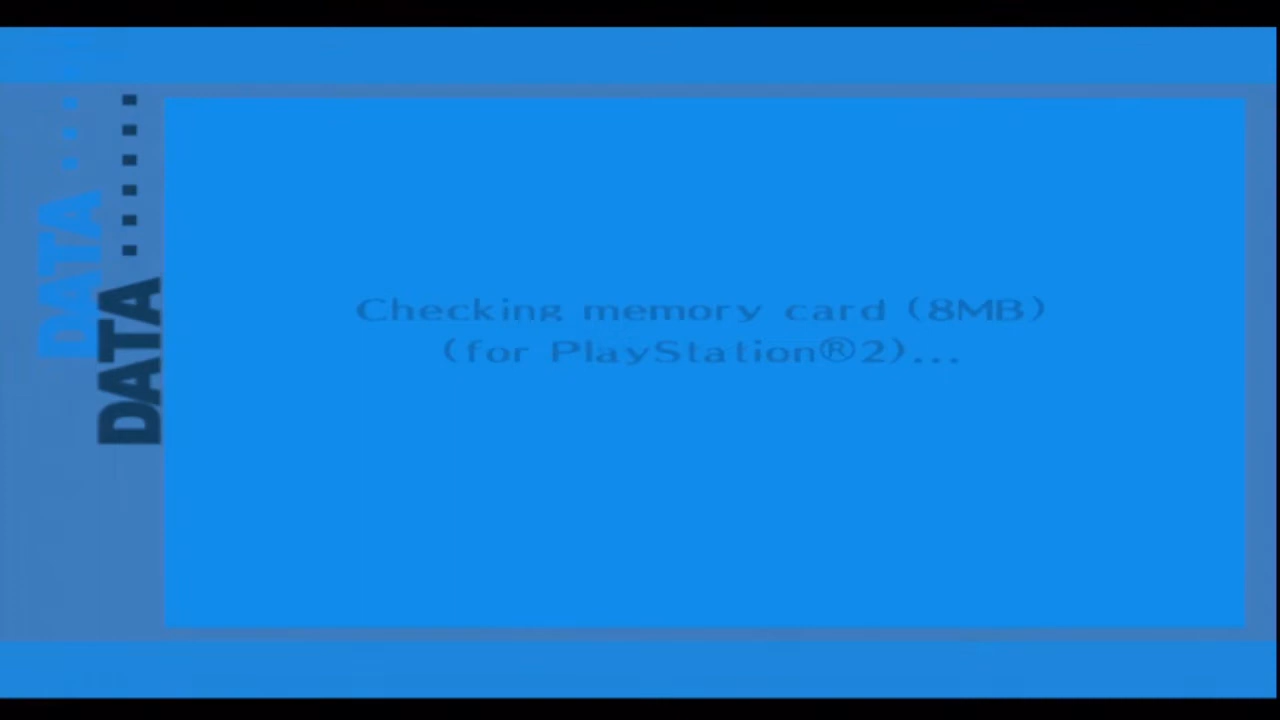 DATA ......
DATA ...
Checking memory card (8MB)
(for PlayStation®2)...